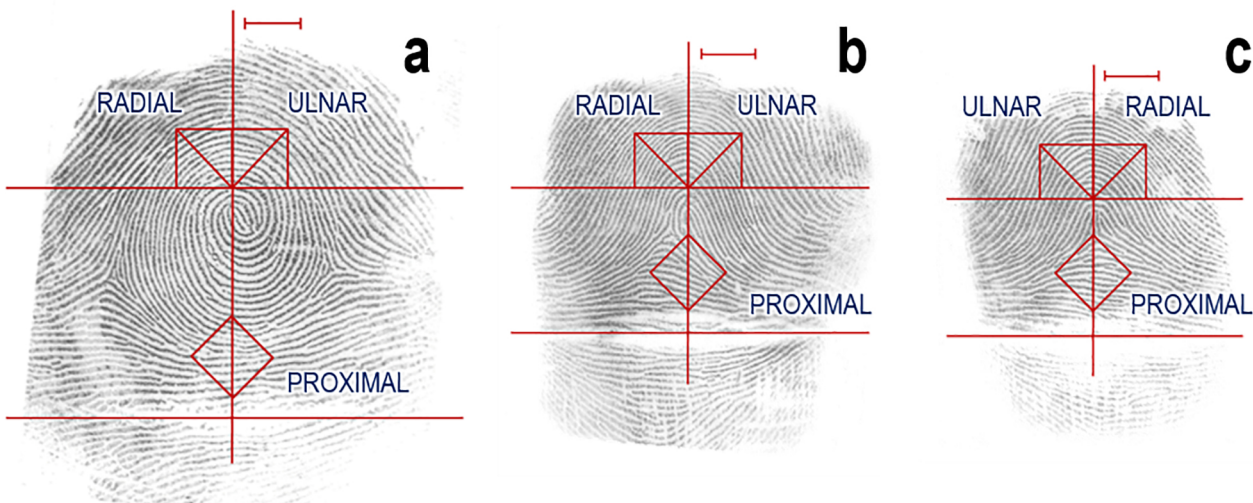 a
RADIAL ULNAR
PROXIMAL
b
RADIAL ULNAR
PROXIMAL
c
ULNAR RADIAL
PROXIMAL